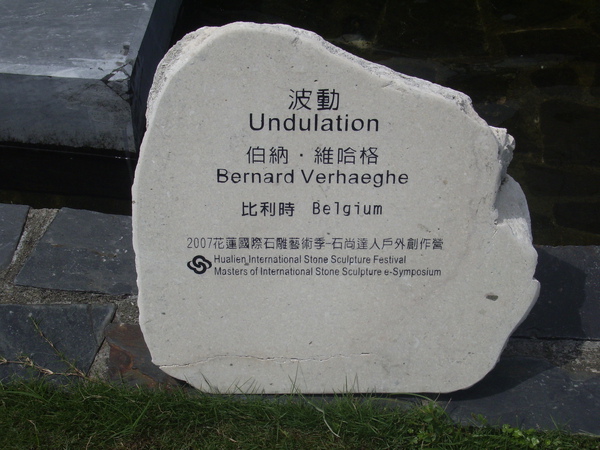 波動
Undulation
伯納・維哈格
Bernard Verhaeghe
比利時 Belgium
2007花蓮國際石雕藝術季-石尚達人戶外創作營
Hualien International Stone Sculpture Festival
Masters of International Stone Sculpture e-Symposium